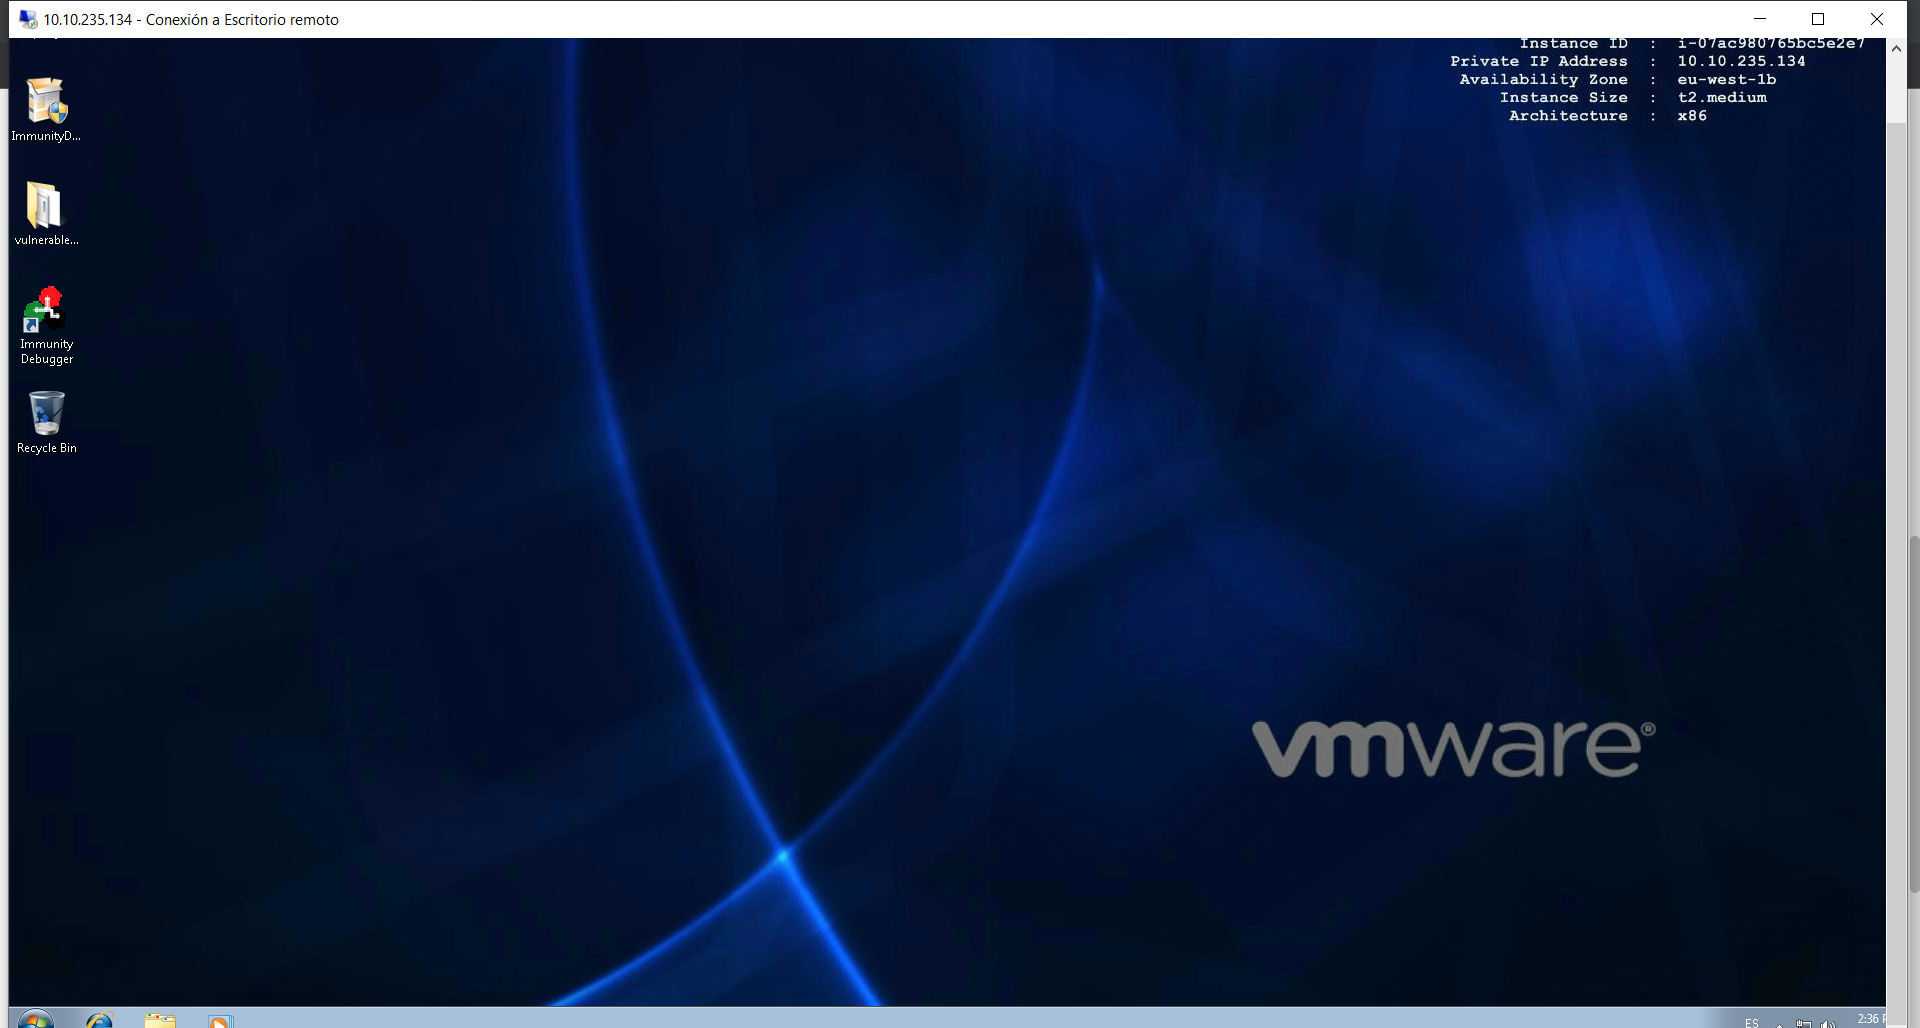 10.10.235.134 - Conexión a Escritorio remoto
Instance ID : i-07ac980765bc5e2e7
Private IP Address : 10.10.235.134
Availability Zone : eu-west-1b
Instance Size : t2.medium
Architecture : x86
ImmunityD...
vulnerable...
Immunity
Debugger
Recycle Bin
vmware®
ES
2:36 P